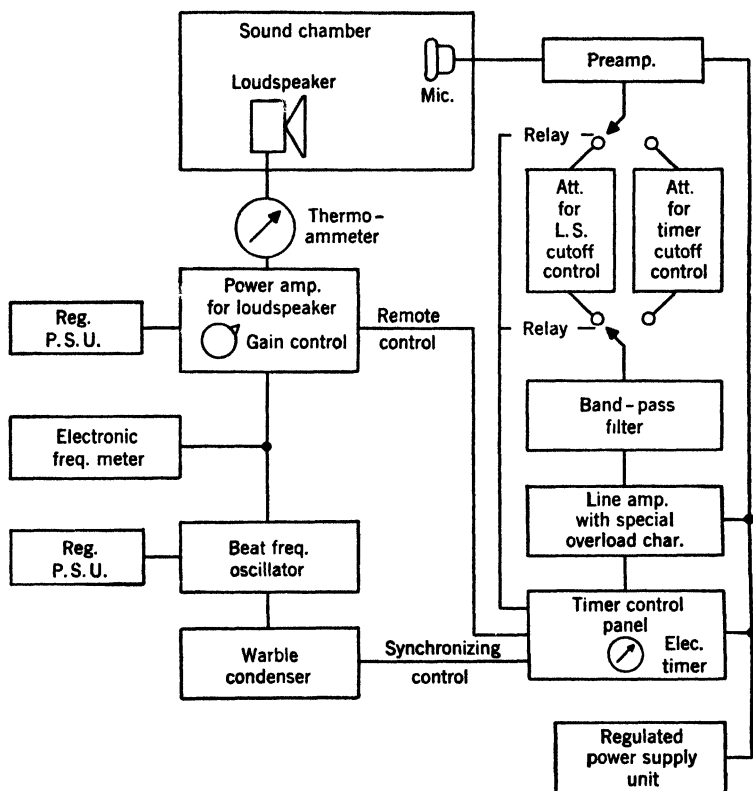 Sound chamber
Loudspeaker
Mic.
Preamp.
Relay
Att.
for
L.S.
cutoff
control
Att.
for
timer
cutoff
control
Thermo-
ammeter
Power amp.
for loudspeaker
Gain control
Reg.
P.S.U.
Remote
control
Relay
Band-pass
filter
Electronic
freq. meter
Line amp.
with special
overload char.
Reg.
P.S.U.
Beat freq.
oscillator
Timer control
panel
Elec.
timer
Warble
condenser
Synchronizing
control
Regulated
power supply
unit